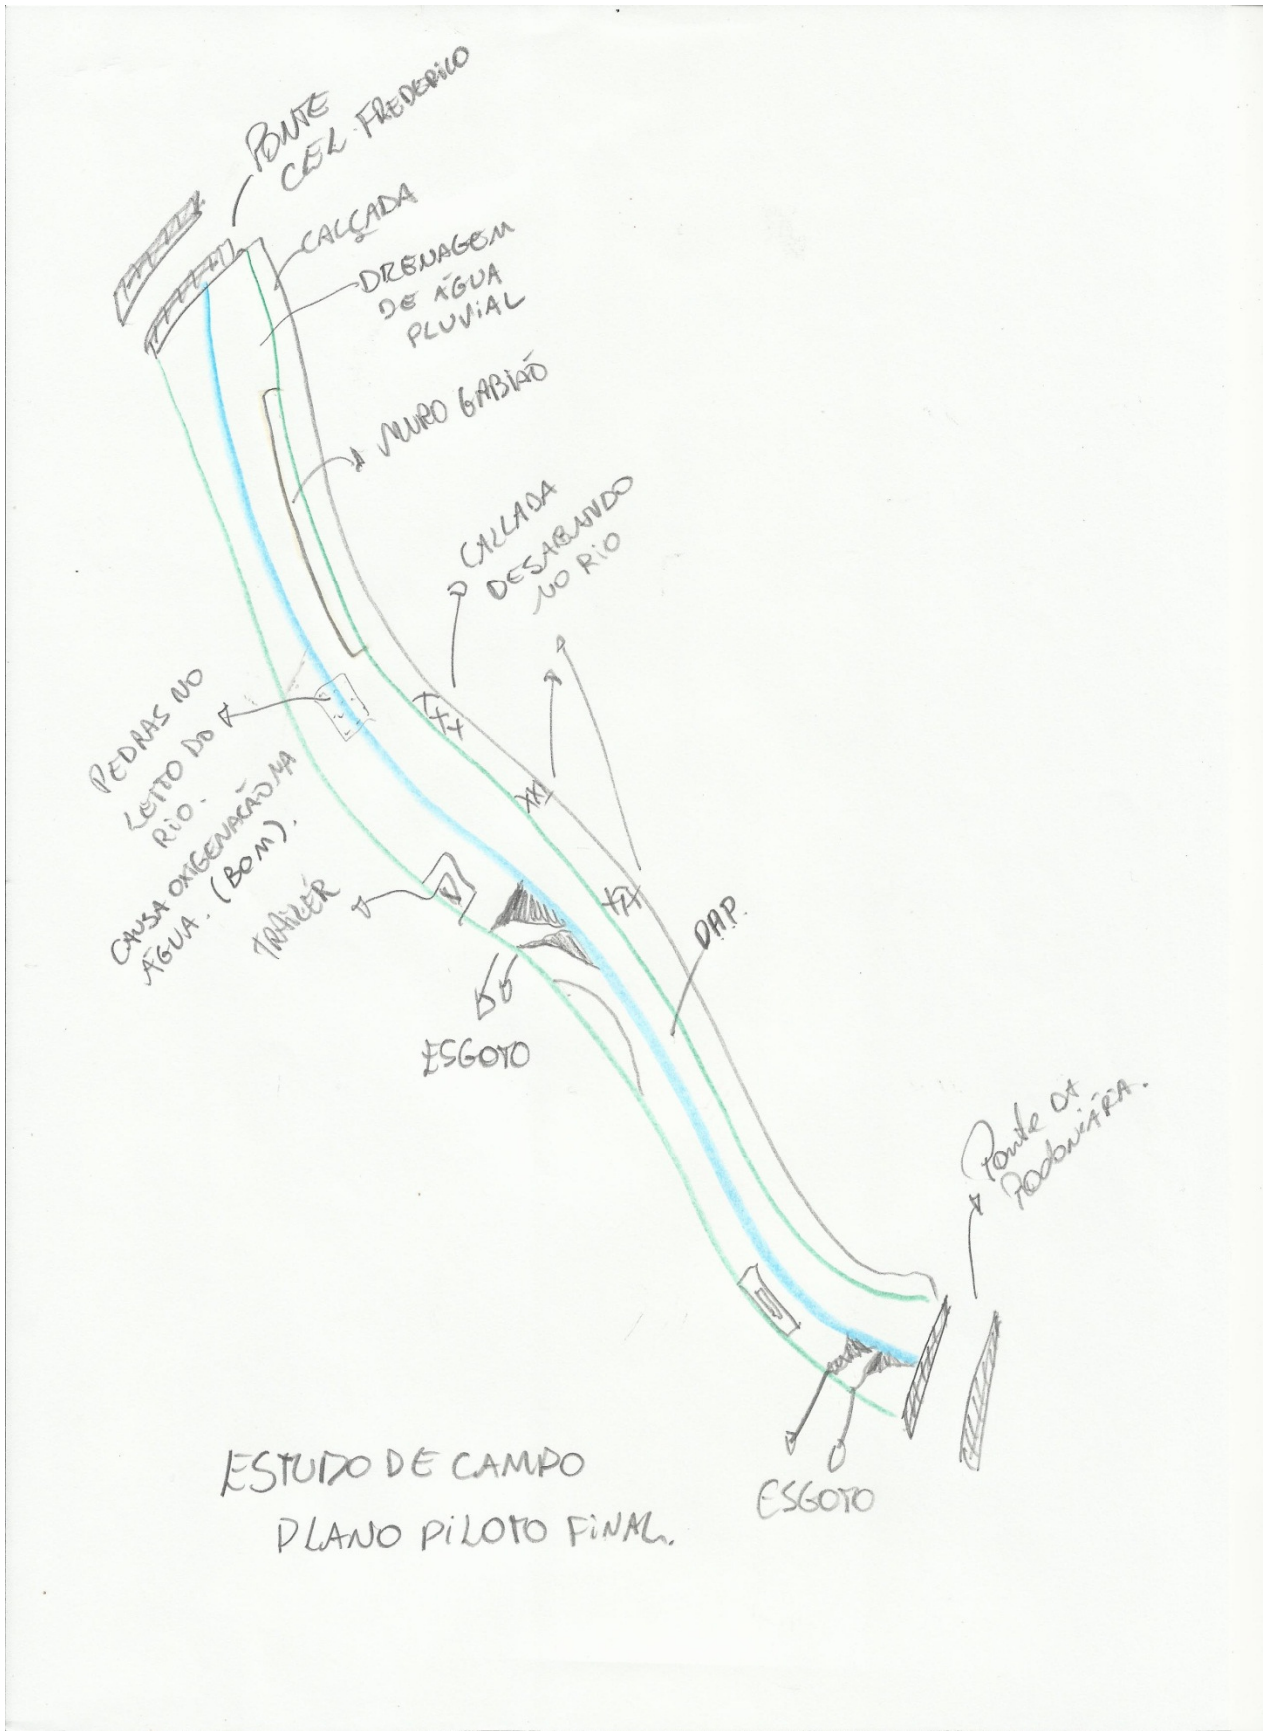 PONTE
CEL FREDERICO
CALÇADA
DRENAGEM
DE ÁGUA
PLUVIAL
MURO GABIÃO
CALÇADA
DESABANDO
NO RIO
PEDRAS NO
LEITO DO
RIO.
CAUSA OXIGENAÇÃO NA
ÁGUA. (BOM).
TRAILER
ESGOTO
D.A.P.
Ponte DA
Rodoviária.
ESGOTO
ESTUDO DE CAMPO
PLANO PILOTO FINAL.